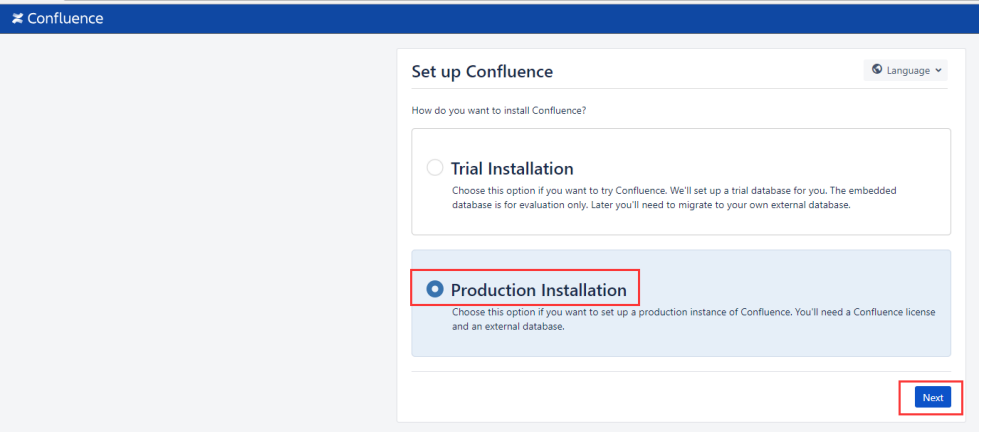 Confluence
Set up Confluence
Language
How do you want to install Confluence?
Trial Installation
Choose this option if you want to try Confluence. We'll set up a trial database for you. The embedded
database is for evaluation only. Later you'll need to migrate to your own external database.
Production Installation
Choose this option if you want to set up a production instance of Confluence. You'll need a Confluence license
and an external database.
Next